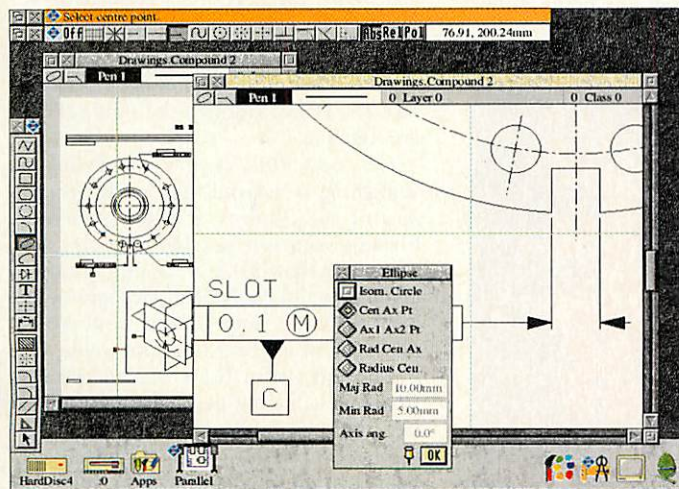 Select centre point.
Off
Abs Rel Pol 76.91, 200.24mm
Drawings.Compound 2
Pen 1
Drawings.Compound 2
Pen 1 0 Layer 0 0 Class 0
T
SLOT
0.1 M
C
Ellipse
Isom. Circle
Cen Ax Pt
Ax1 Ax2 Pt
Rad Cen Ax
Radius Cen
Maj Rad 10.00mm
Min Rad 5.00mm
Axis ang 0.0°
OK
HardDisc4 :0 Apps Parallel